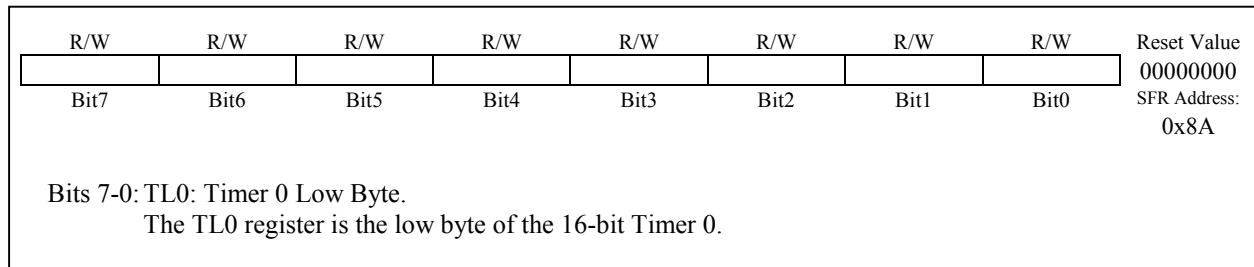 R/W R/W R/W R/W R/W R/W R/W R/W Reset Value
00000000
Bit7 Bit6 Bit5 Bit4 Bit3 Bit2 Bit1 Bit0 SFR Address:
0x8A
Bits 7-0: TL0: Timer 0 Low Byte.
The TL0 register is the low byte of the 16-bit Timer 0.